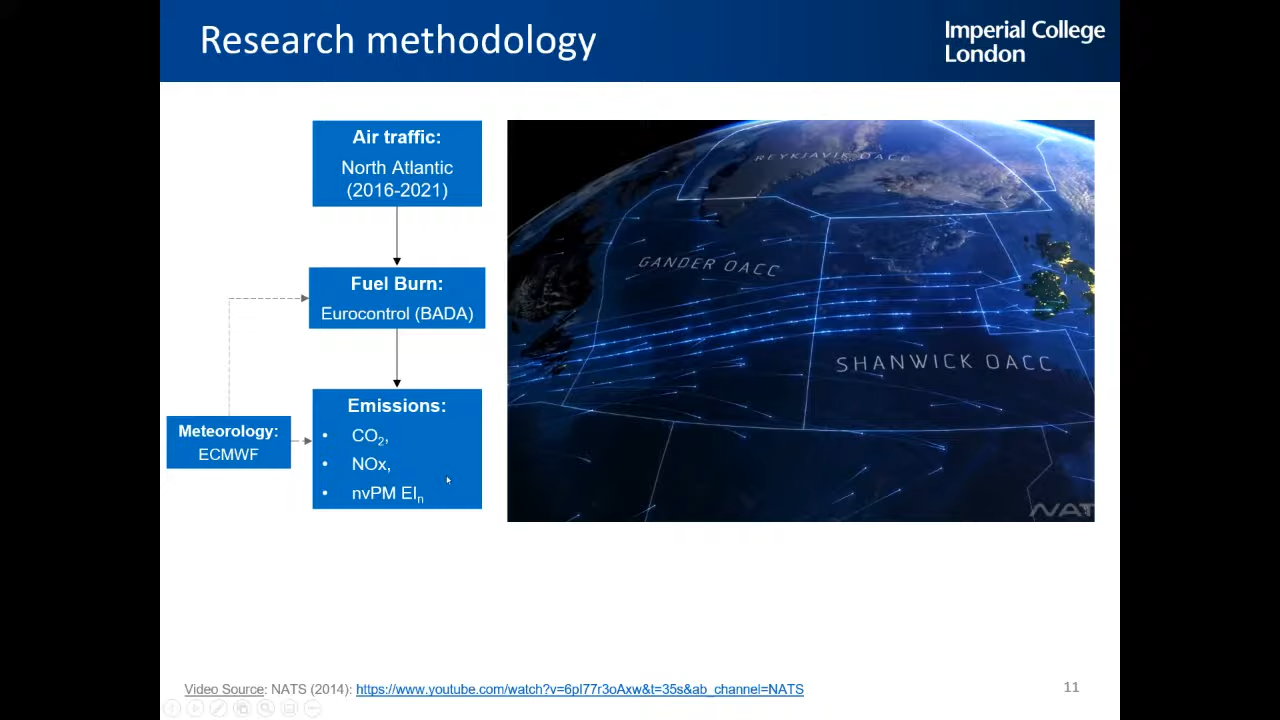 Research methodology
Imperial College
London
Air traffic:
North Atlantic
(2016-2021)
Fuel Burn:
Eurocontrol (BADA)
Emissions:
• CO₂,
• NOx,
• nvPM EIₙ
Meteorology:
ECMWF
REYKJAVIK OACC
GANDER OACC
SHANWICK OACC
NAT
Video Source: NATS (2014): https://www.youtube.com/watch?v=6pl77r3oAxw&t=35s&ab_channel=NATS
11